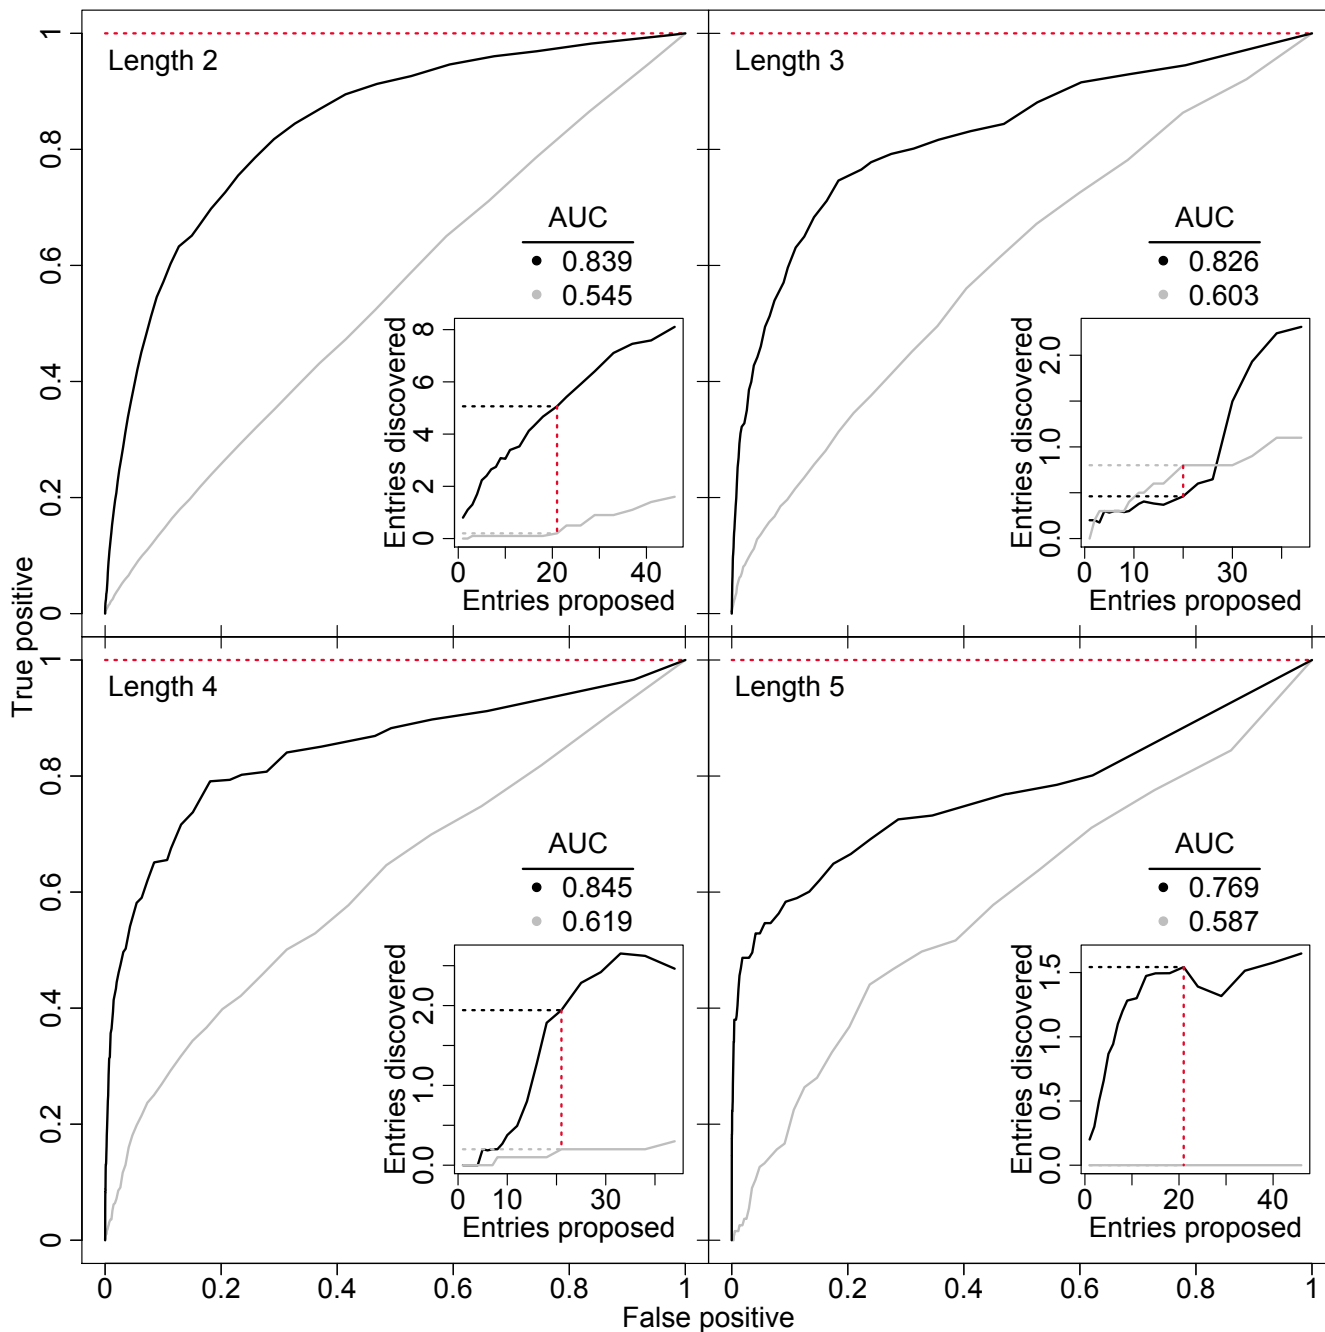 True positive
False positive
Length 2
1
0.8
0.6
0.4
0.2
0
AUC
0.839
0.545
Entries discovered
8
6
4
2
0
0 20 40
Entries proposed
Length 3
AUC
0.826
0.603
Entries discovered
2.0
1.0
0.0
10 30
Entries proposed
Length 4
1
0.8
0.6
0.4
0.2
0
AUC
0.845
0.619
Entries discovered
2.0
1.0
0.0
0 10 30
Entries proposed
0 0.2 0.4 0.6 0.8 1
Length 5
AUC
0.769
0.587
Entries discovered
1.5
1.0
0.5
0.0
0 20 40
Entries proposed
0 0.2 0.4 0.6 0.8 1